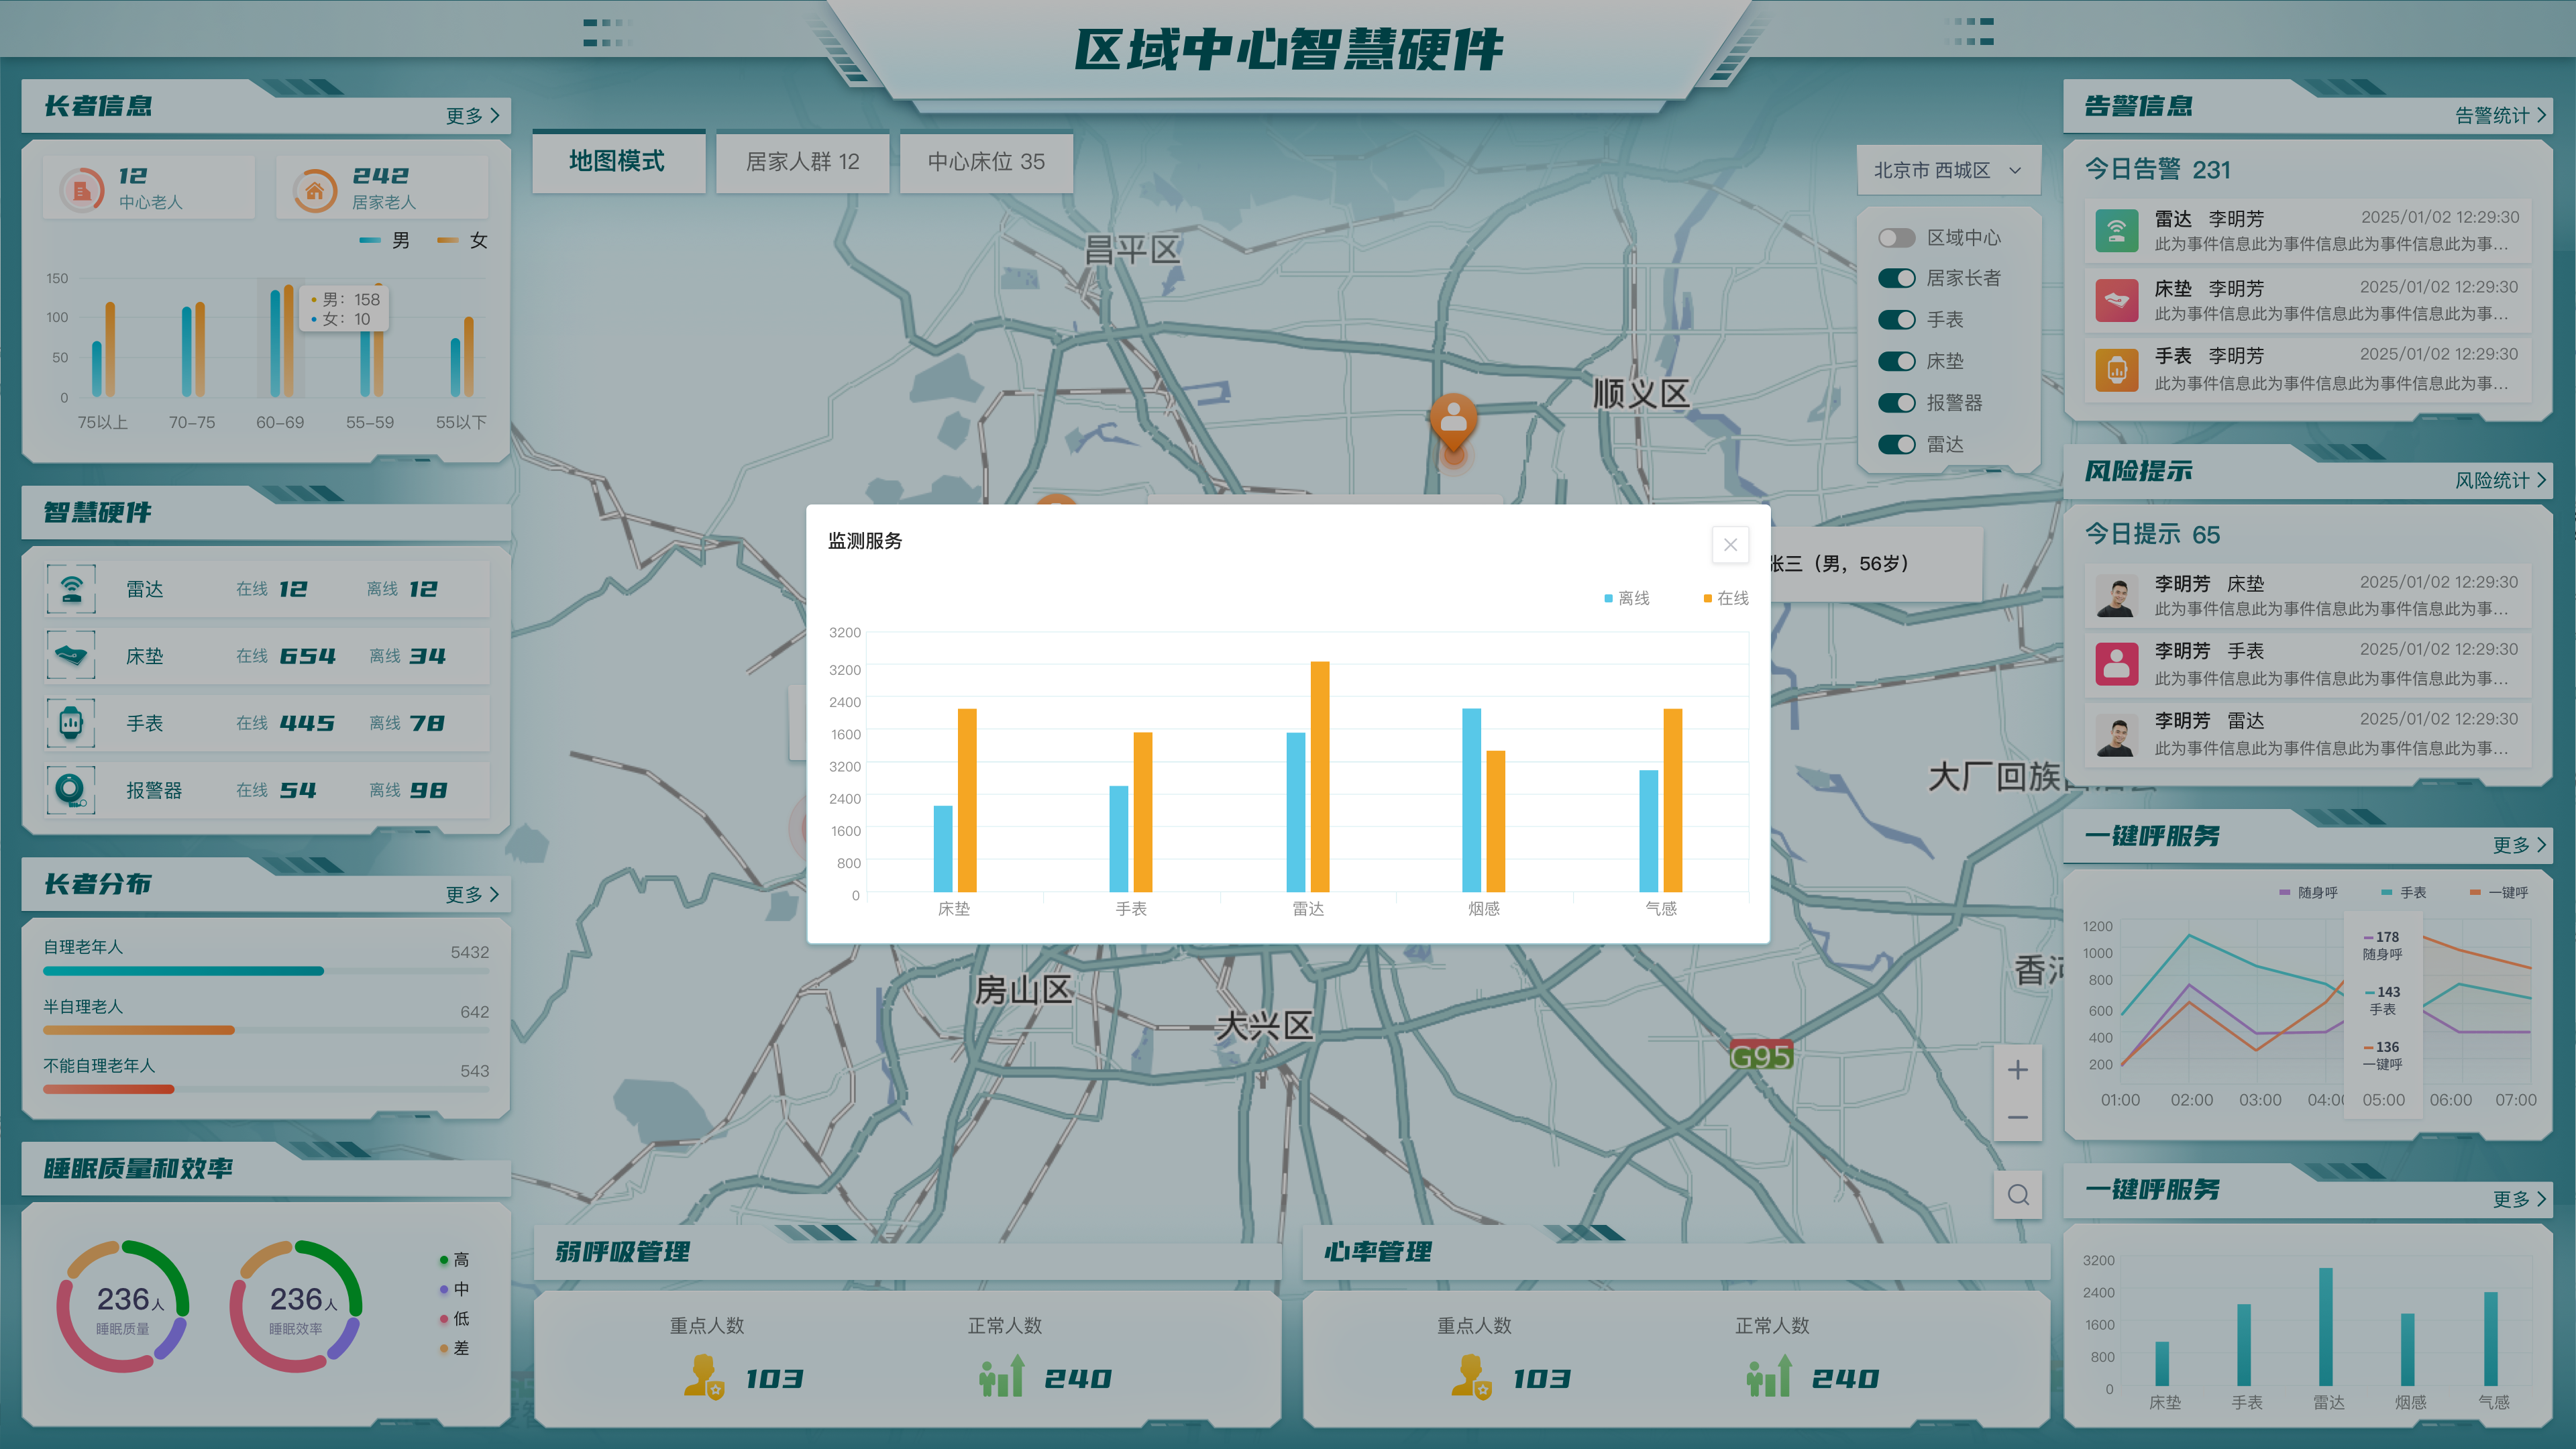 区域中心智慧硬件
长者信息
更多
12
中心老人
242
居家老人
男
女
150
100
50
0
男：158
女：10
75以上
70-75
60-69
55-59
55以下
智慧硬件
雷达 在线 12 离线 12
床垫 在线 654 离线 34
手表 在线 445 离线 78
报警器 在线 54 离线 98
长者分布
更多
自理老年人
5432
半自理老人
642
不能自理老年人
543
睡眠质量和效率
236人
睡眠质量
236人
睡眠效率
高
中
低
差
地图模式
居家人群 12
中心床位 35
北京市 西城区
区域中心
居家长者
手表
床垫
报警器
雷达
昌平区
顺义区
张三（男，56岁）
大厂回族
香河
房山区
大兴区
G95
监测服务
离线
在线
3200
3200
2400
1600
3200
2400
1600
800
0
床垫
手表
雷达
烟感
气感
弱呼吸管理
重点人数
103
正常人数
240
心率管理
重点人数
103
正常人数
240
告警信息
告警统计
今日告警 231
雷达 李明芳 2025/01/02 12:29:30
此为事件信息此为事件信息此为事件信息此为事...
床垫 李明芳 2025/01/02 12:29:30
此为事件信息此为事件信息此为事件信息此为事...
手表 李明芳 2025/01/02 12:29:30
此为事件信息此为事件信息此为事件信息此为事...
风险提示
风险统计
今日提示 65
李明芳 床垫 2025/01/02 12:29:30
此为事件信息此为事件信息此为事件信息此为事...
李明芳 手表 2025/01/02 12:29:30
此为事件信息此为事件信息此为事件信息此为事...
李明芳 雷达 2025/01/02 12:29:30
此为事件信息此为事件信息此为事件信息此为事...
一键呼服务
更多
随身呼
手表
一键呼
1200
1000
800
600
400
200
178
随身呼
143
手表
136
一键呼
01:00
02:00
03:00
04:00
05:00
06:00
07:00
一键呼服务
更多
3200
2400
1600
800
0
床垫
手表
雷达
烟感
气感